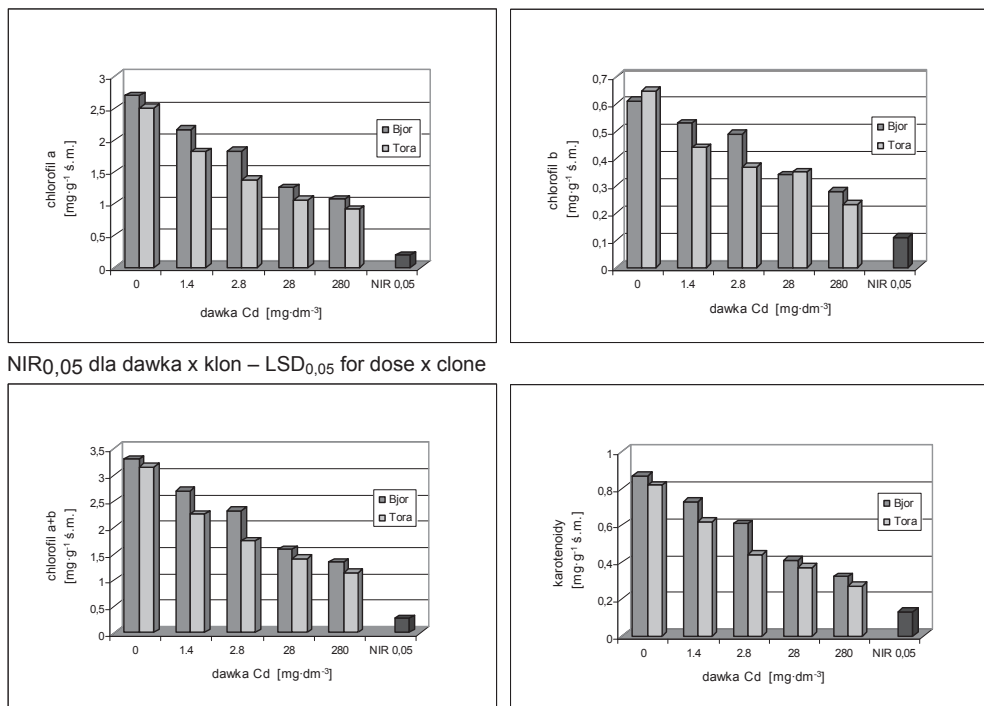 3
2,5
2
1,5
1
0,5
0
chlorofil a
[mg·g-1 ś.m.]
Bjor
Tora
0 1.4 2.8 28 280 NIR 0,05
dawka Cd [mg·dm-3]
0,7
0,6
0,5
0,4
0,3
0,2
0,1
0
chlorofil b
[mg·g-1 ś.m.]
Bjor
Tora
0 1.4 2.8 28 280 NIR 0,05
dawka Cd [mg·dm-3]
NIR0,05 dla dawka x klon – LSD0,05 for dose x clone
3,5
3
2,5
2
1,5
1
0,5
0
chlorofil a+b
[mg·g-1 ś.m.]
Bjor
Tora
0 1.4 2.8 28 280 NIR 0,05
dawka Cd [mg·dm-3]
1
0,8
0,6
0,4
0,2
0
karotenoidy
[mg·g-1 ś.m.]
Bjor
Tora
0 1.4 2.8 28 280 NIR 0,05
dawka Cd [mg·dm-3]